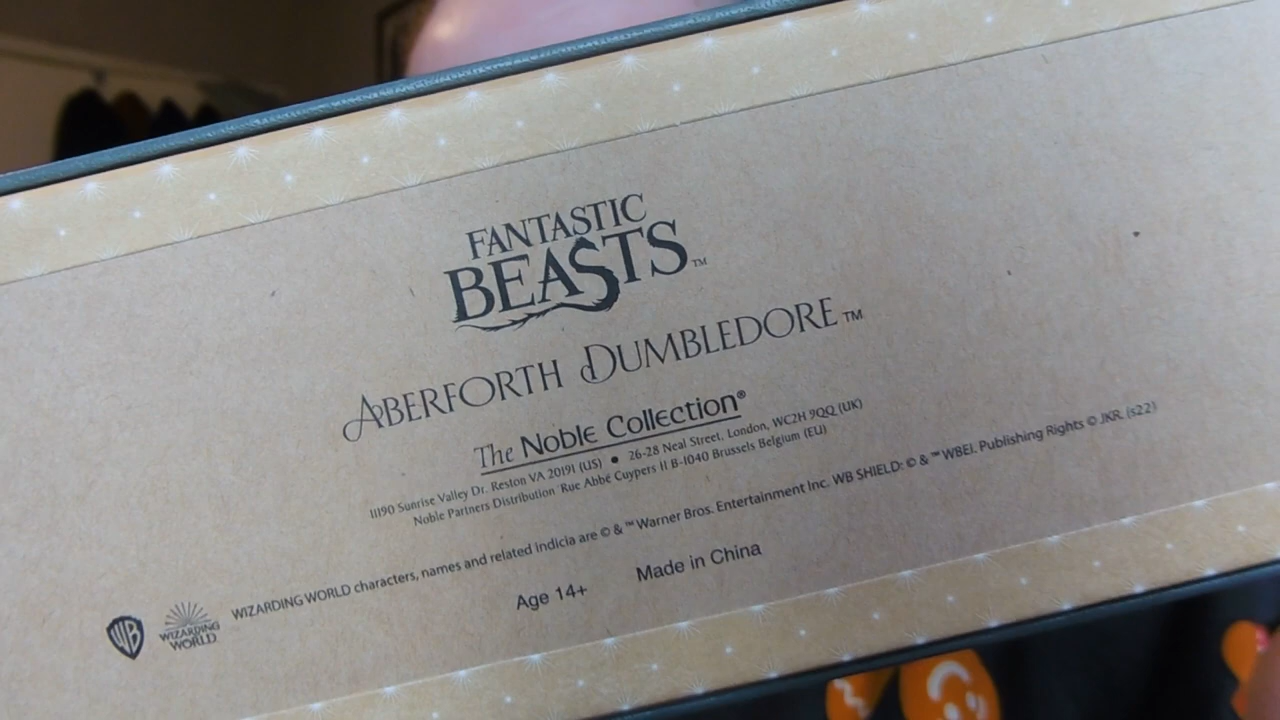 FANTASTIC
BEASTS™
ABERFORTH DUMBLEDORE™
The Noble Collection®
11190 Sunrise Valley Dr. Reston VA 20191 (US) • 26-28 Neal Street, London, WC2H 9QQ (UK)
Noble Partners Distribution Rue Abbé Cuypers 11 B-1040 Brussels Belgium (EU)
WIZARDING WORLD characters, names and related indicia are © & ™ Warner Bros. Entertainment Inc. WB SHIELD: © & ™ WBEI. Publishing Rights © JKR. (s22)
WB
WIZARDING
WORLD
Age 14+ Made in China